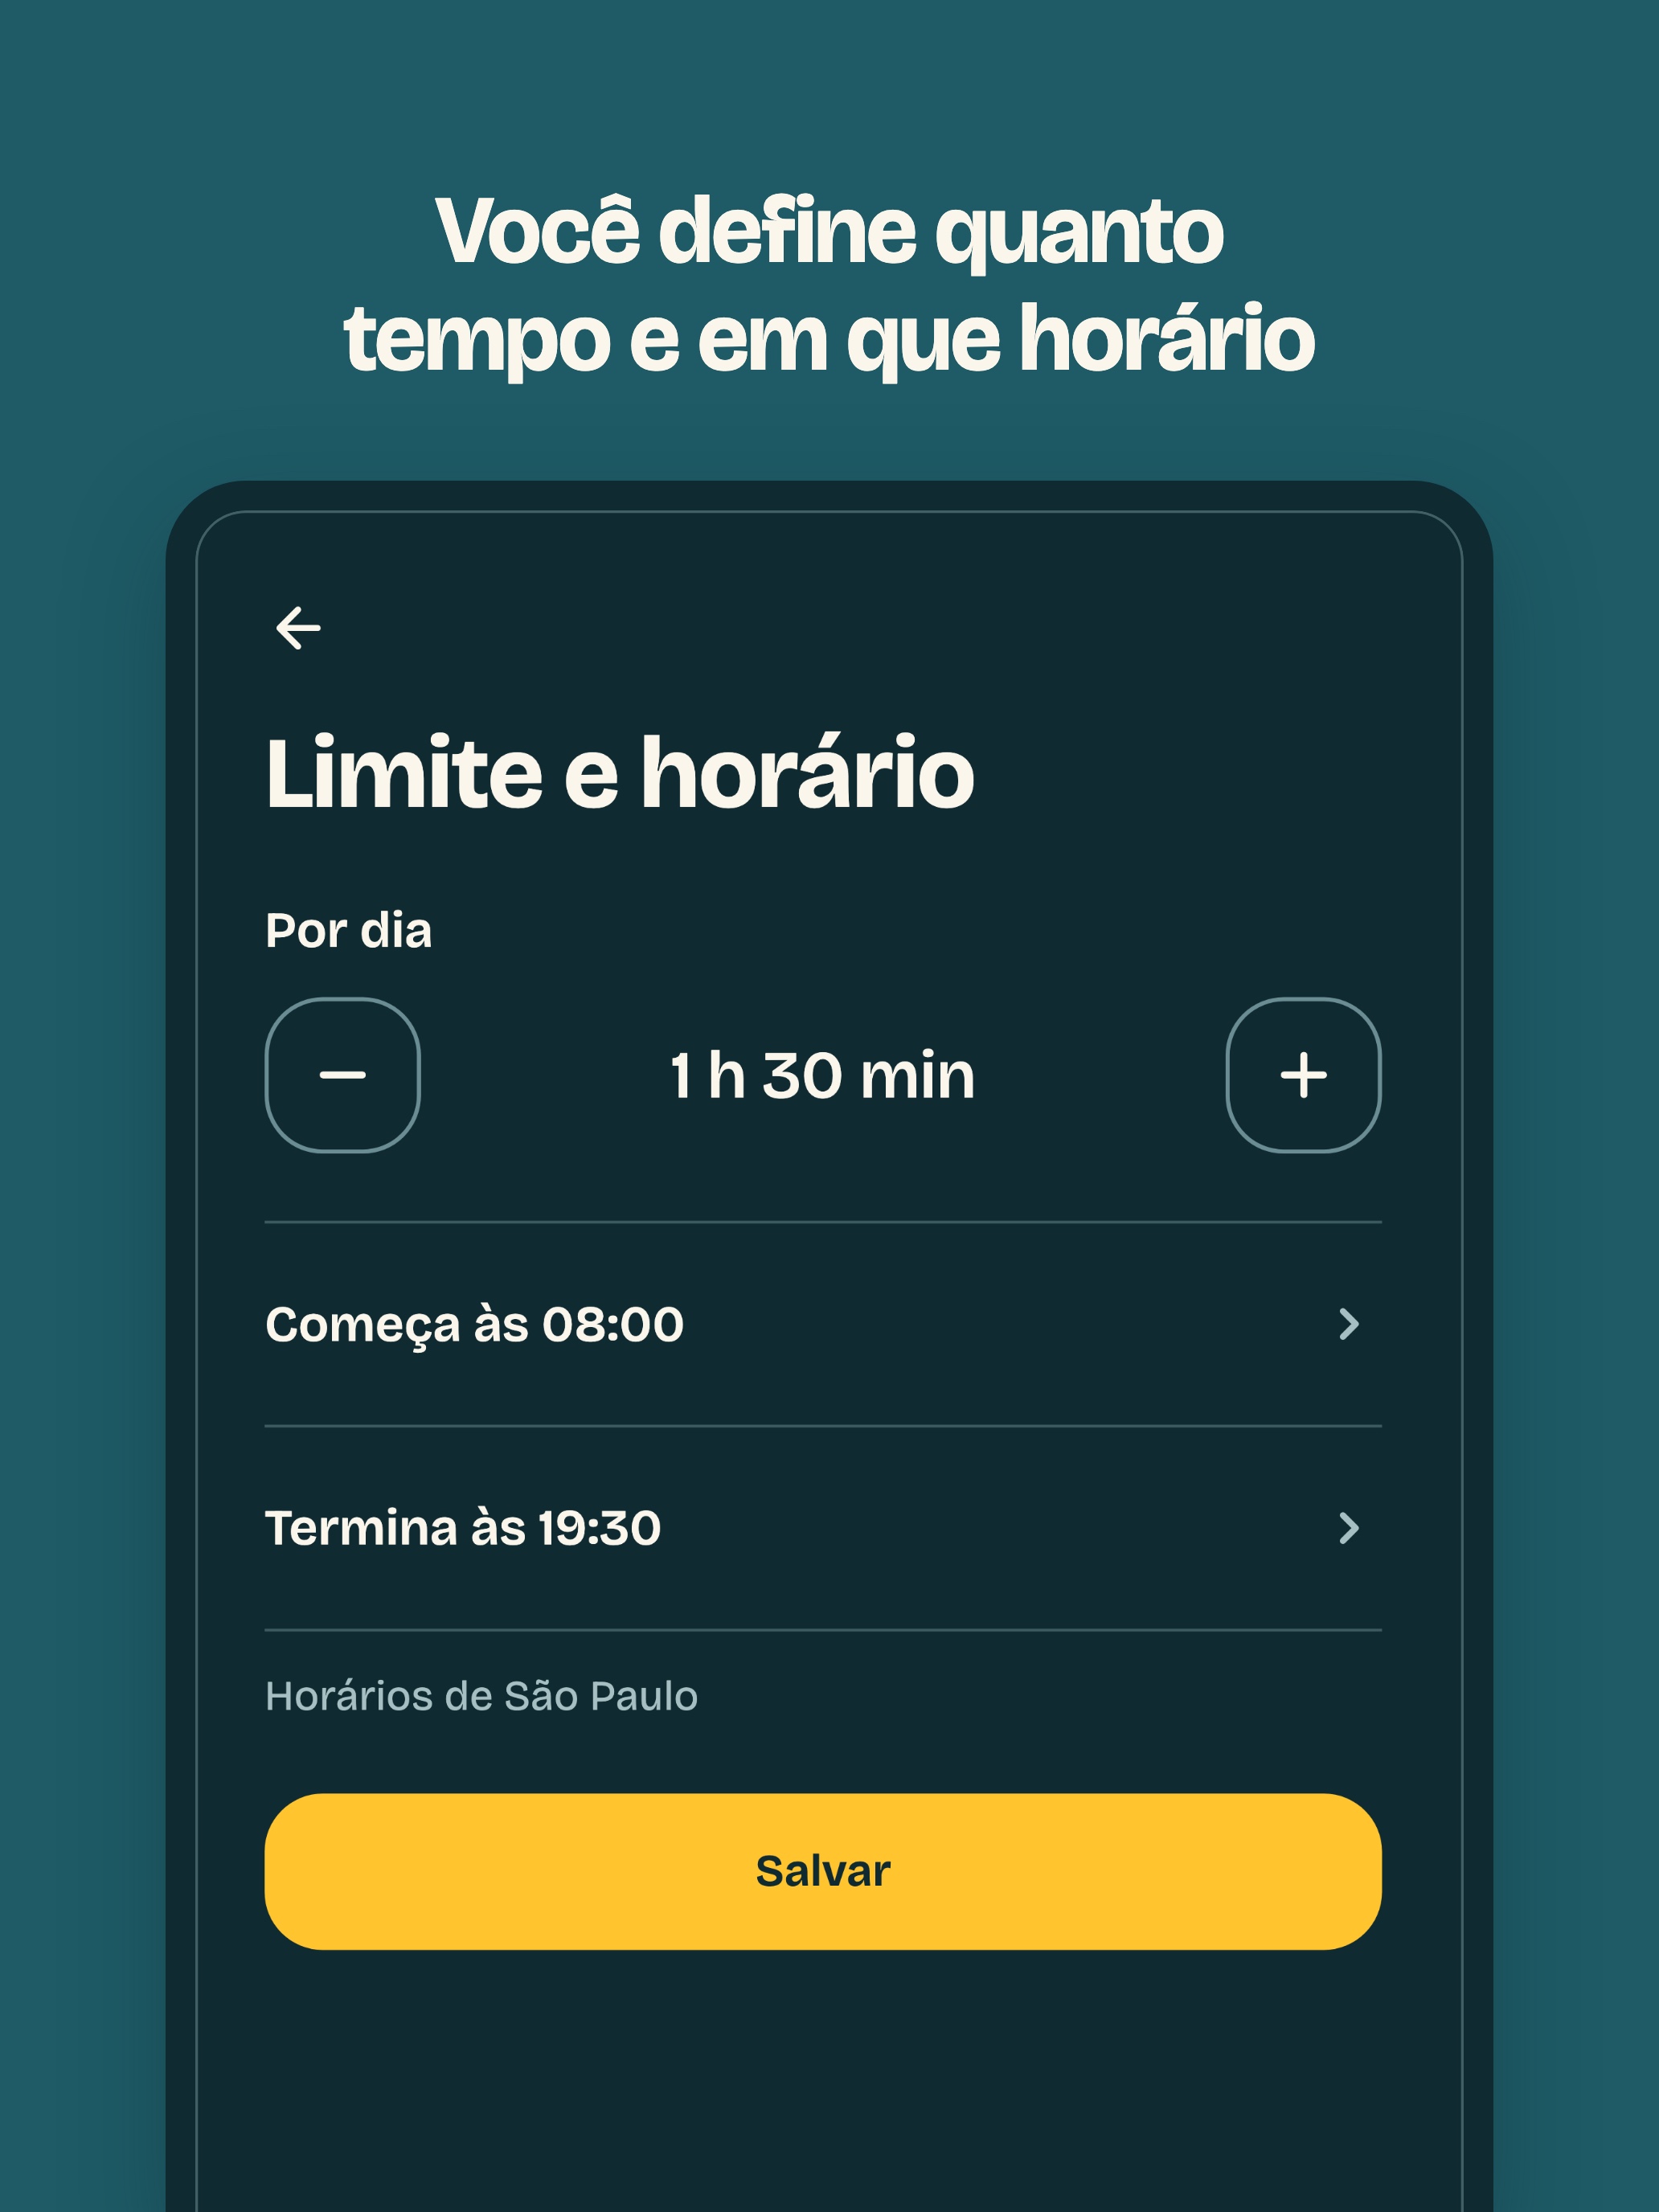 Você define quanto
tempo e em que horário
Limite e horário
Por dia
1 h 30 min
Começa às 08:00
Termina às 19:30
Horários de São Paulo
Salvar